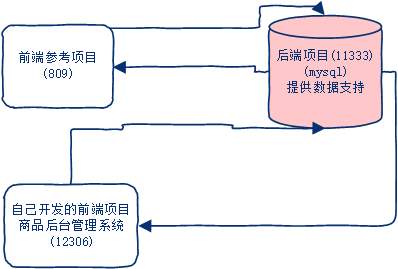 前端参考项目
(809)
后端项目(11333)
(mysql)
提供数据支持
自己开发的前端项目
商品后台管理系统
(12306)